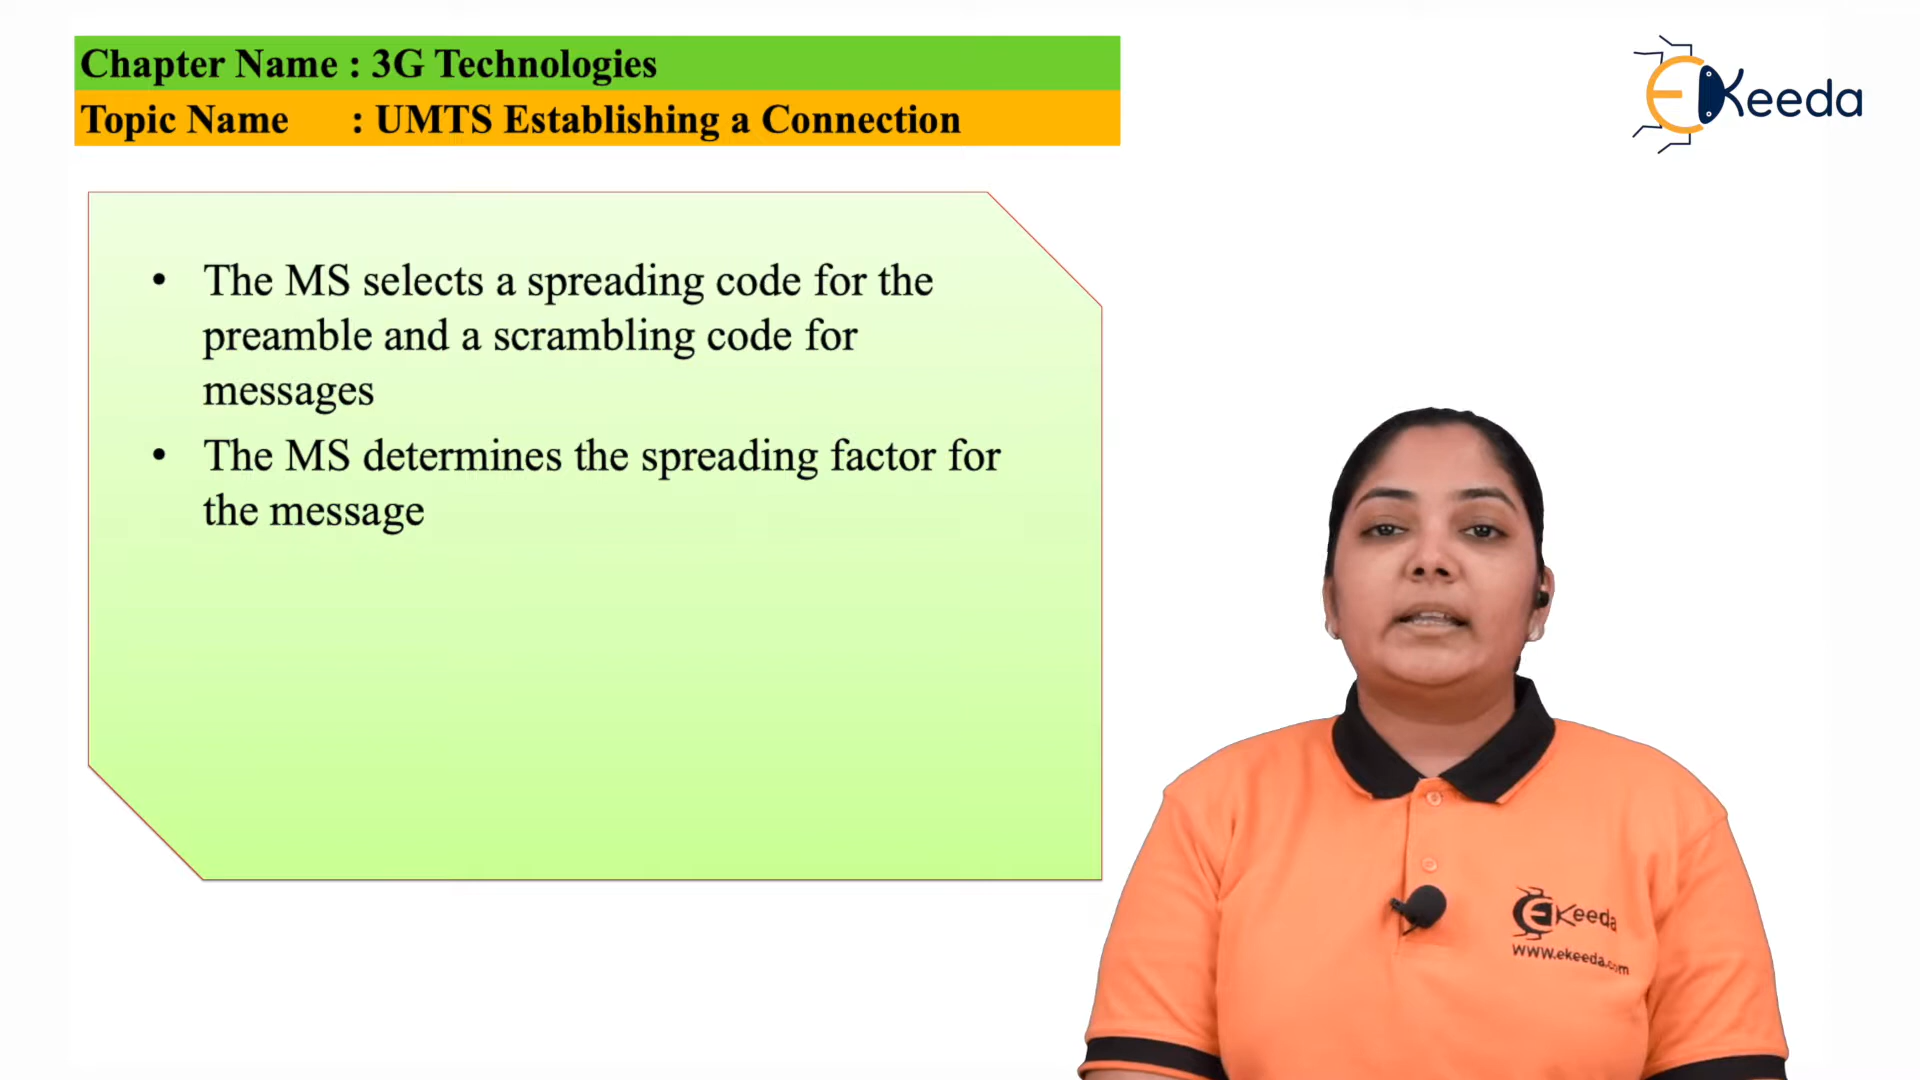 Chapter Name : 3G Technologies
Topic Name : UMTS Establishing a Connection
EKeeda
• The MS selects a spreading code for the
preamble and a scrambling code for
messages
• The MS determines the spreading factor for
the message
EKeeda
www.ekeeda.com